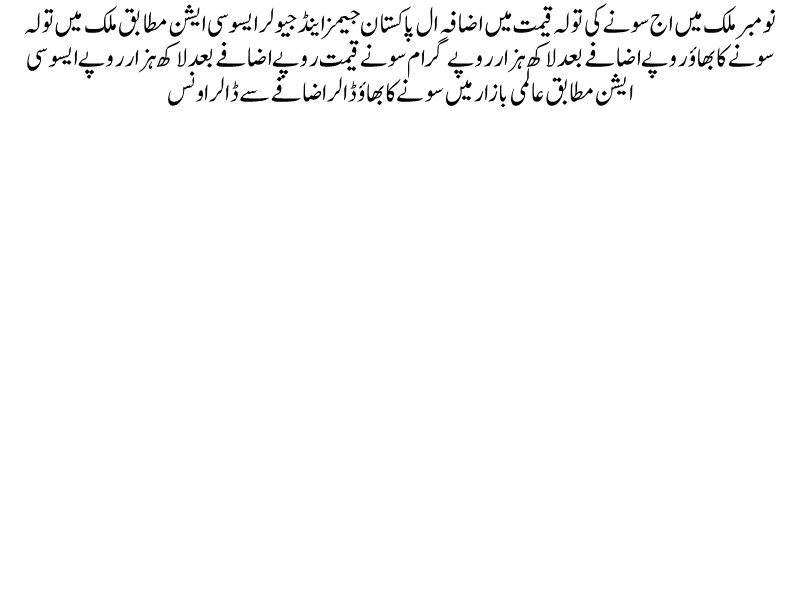 نومبر ملک میں اج سونے کی تولہ قیمت میں اضافہ ال پاکستان جیمز اینڈ جیولر ایسوسی ایشن مطابق ملک میں تولہ
سونے کا بھاؤ روپے اضافے بعد لاکھ ہزار روپے گرام سونے قیمت روپے اضافے بعد لاکھ ہزار روپے ایسوسی
ایشن مطابق عالمی بازار میں سونے کا بھاؤ ڈالر اضافے سے ڈالر اونس